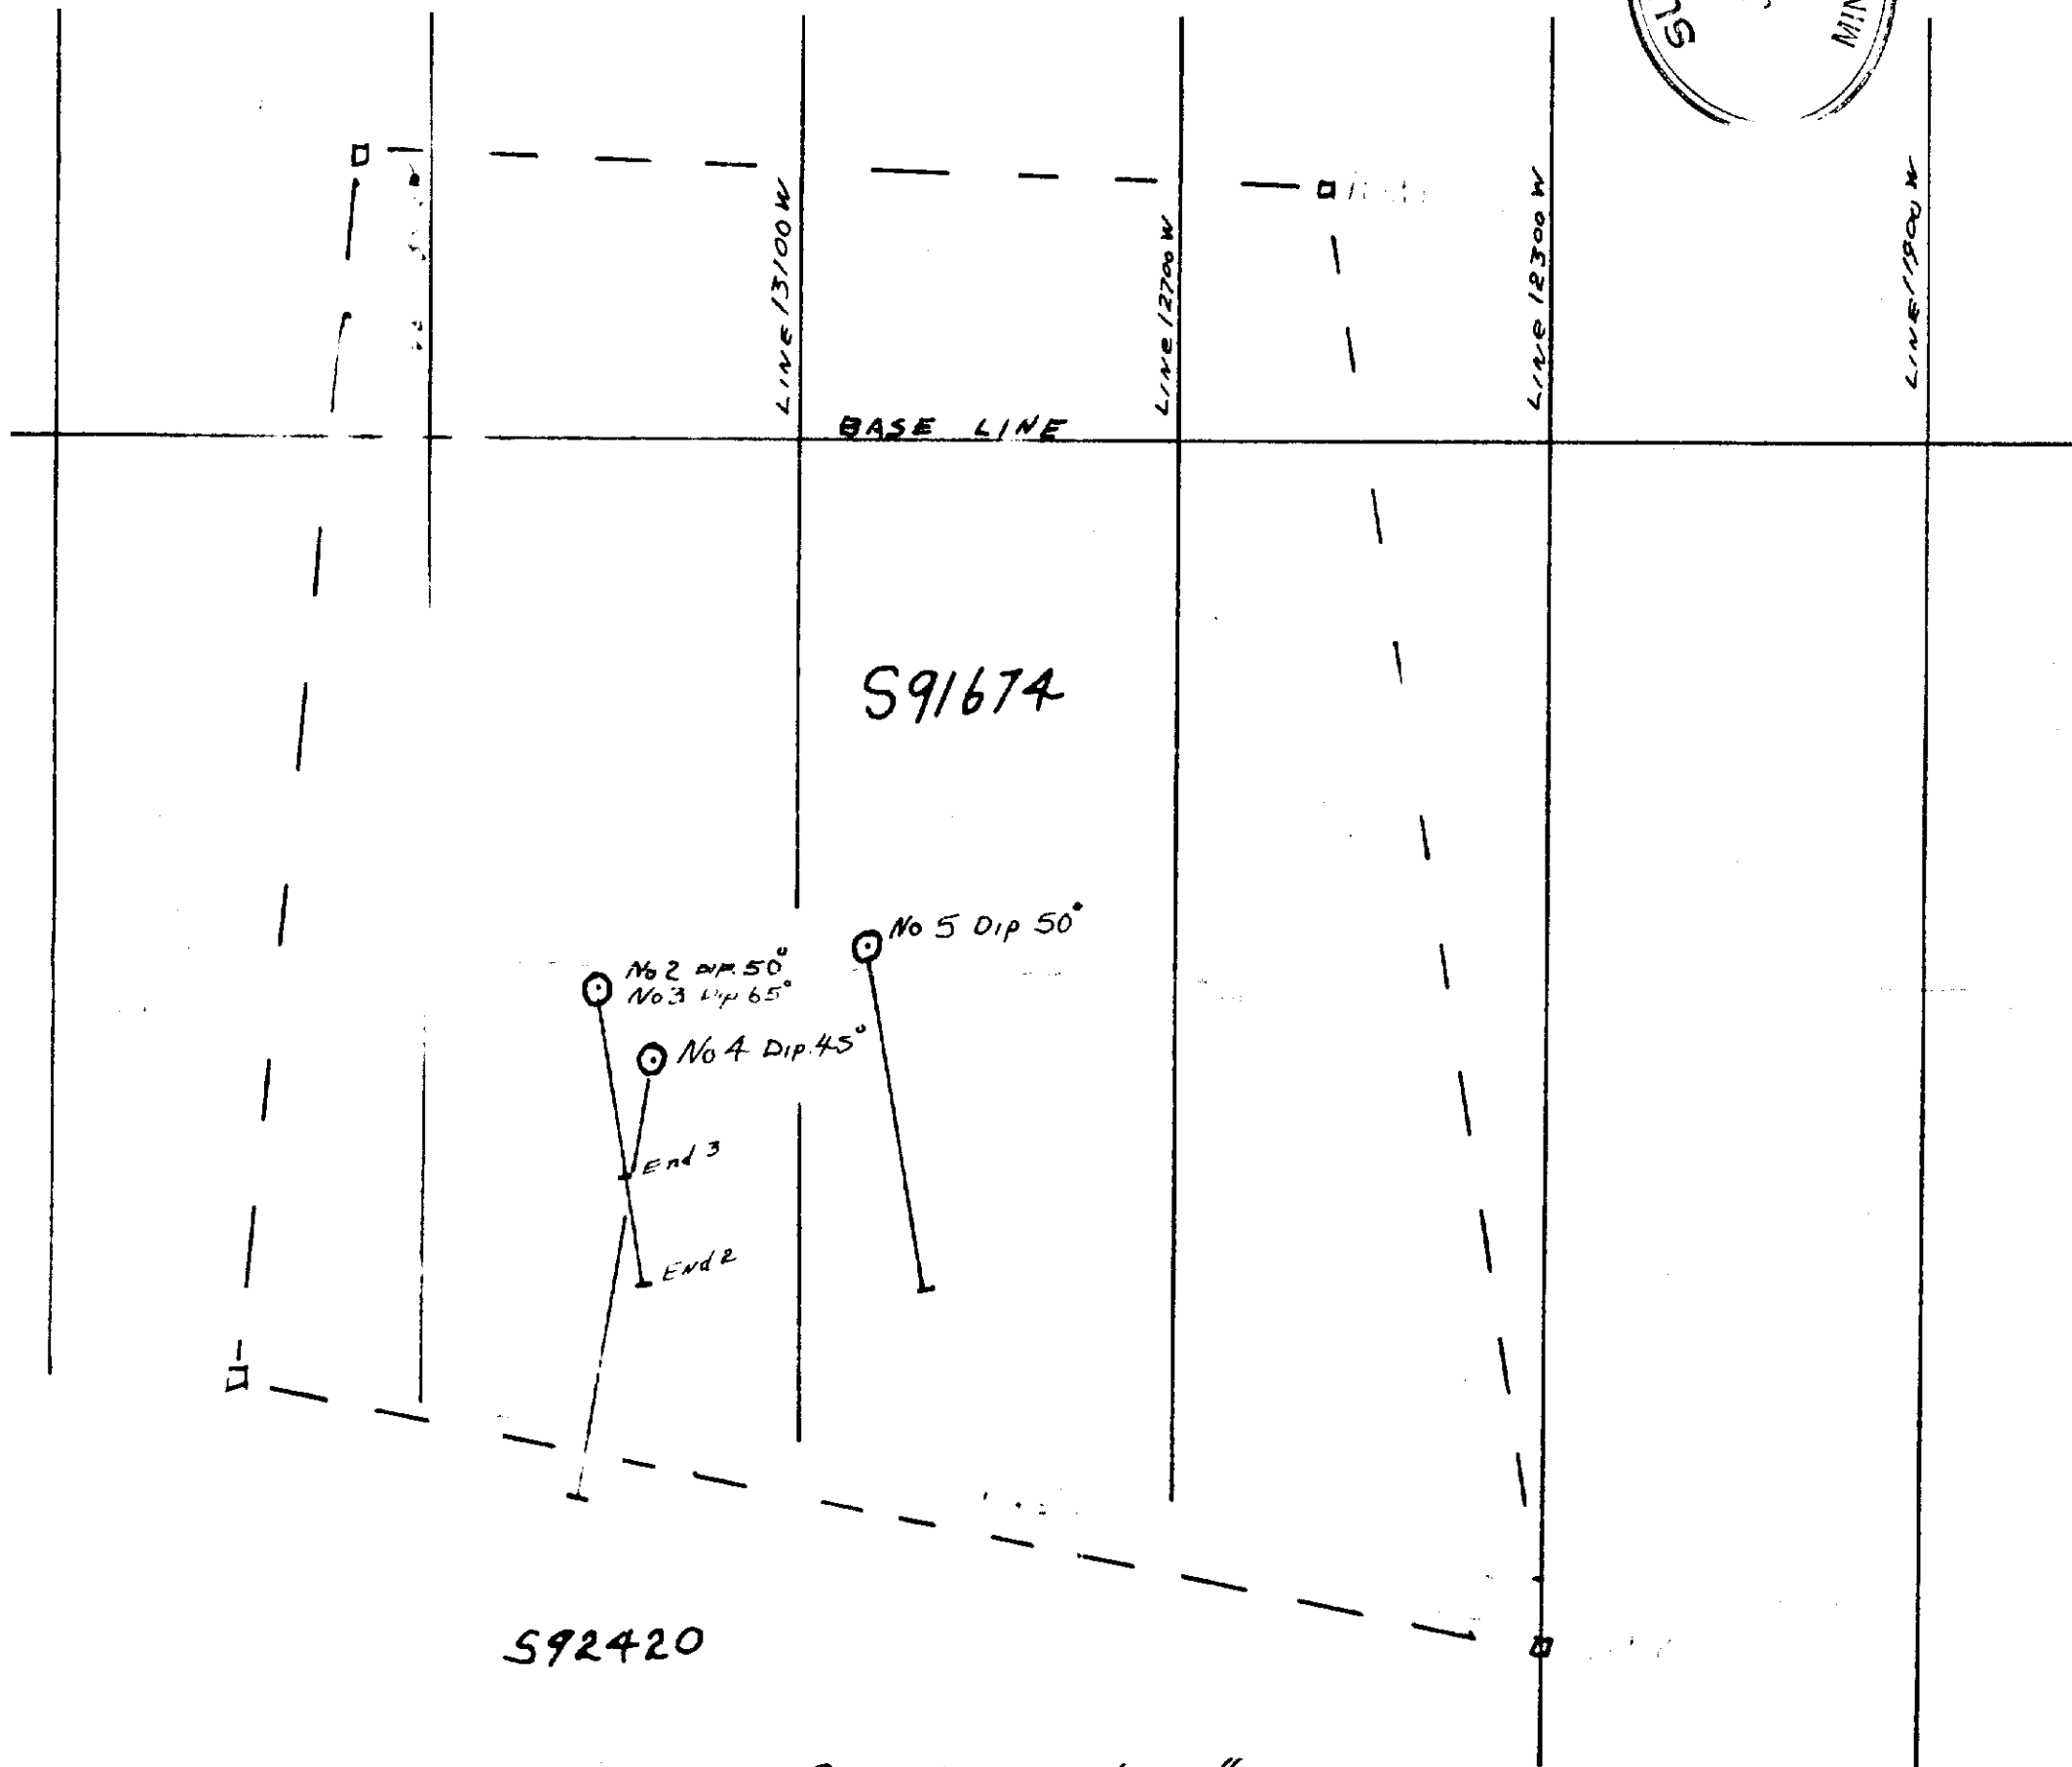 LINE 13100 W
LINE 12700 W
LINE 12300 W
LINE 11900 W
BASE LINE
S91674
No 5 Dip 50°
No 2 DIP. 50°
No 3 Dip 65°
No 4 Dip. 45°
End 3
End 2
S92420